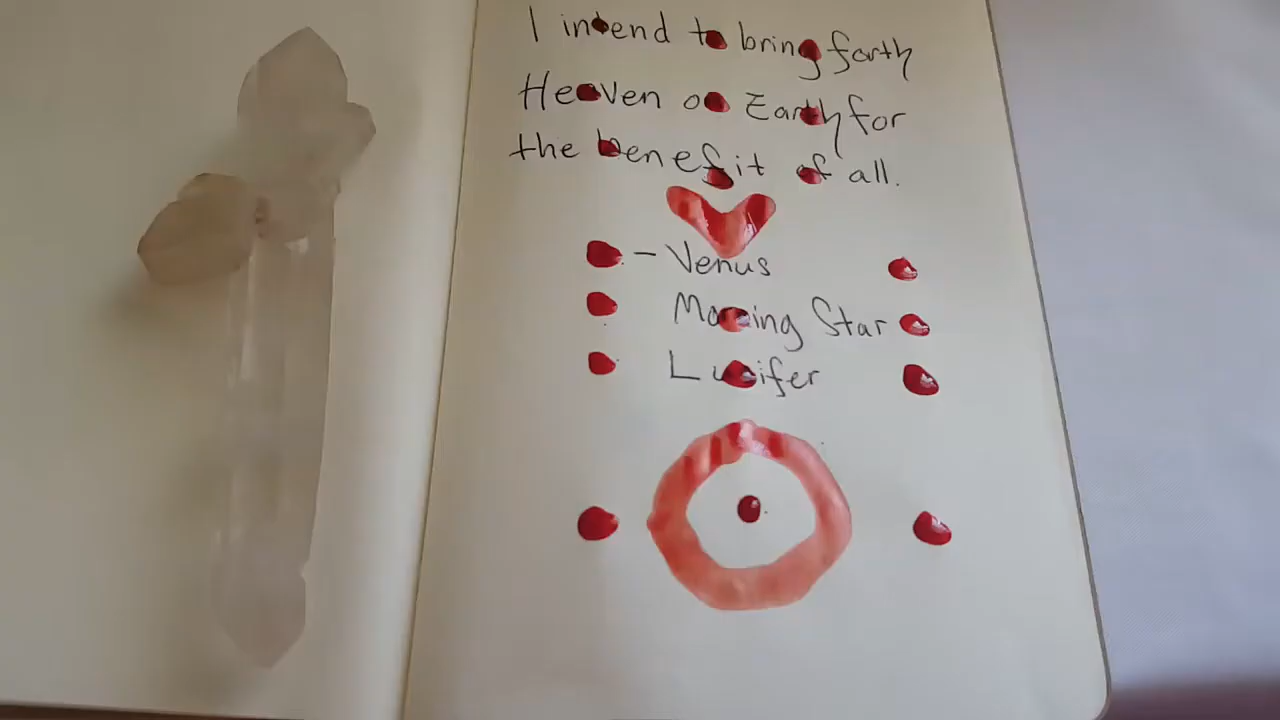 I intend to bring forth
Heaven on Earth for
the benefit of all.
- Venus
Morning Star
Lucifer